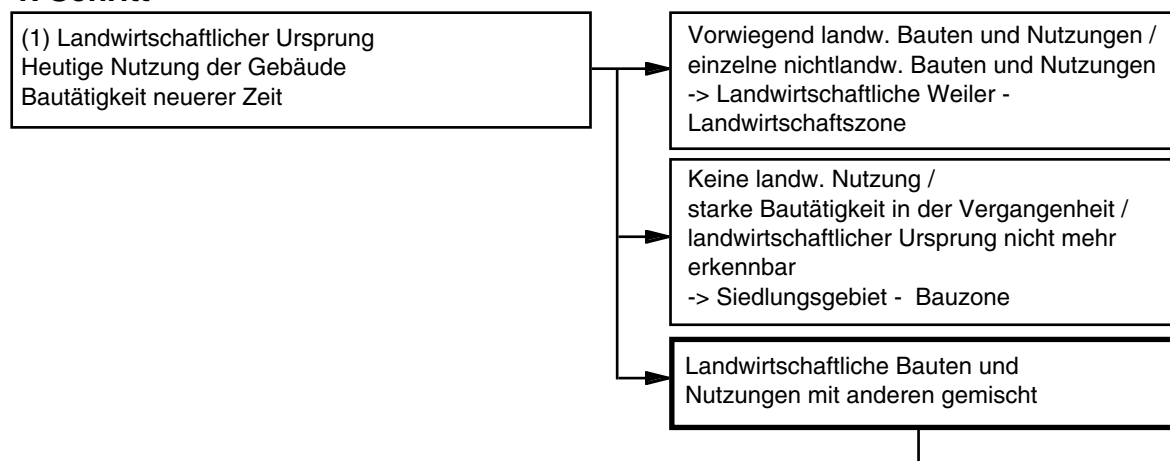 (1) Landwirtschaftlicher Ursprung
Heutige Nutzung der Gebäude
Bautätigkeit neuerer Zeit
Vorwiegend landw. Bauten und Nutzungen /
einzelne nichtlandw. Bauten und Nutzungen
-> Landwirtschaftliche Weiler -
Landwirtschaftszone
Keine landw. Nutzung /
starke Bautätigkeit in der Vergangenheit /
landwirtschaftlicher Ursprung nicht mehr
erkennbar
-> Siedlungsgebiet - Bauzone
Landwirtschaftliche Bauten und
Nutzungen mit anderen gemischt